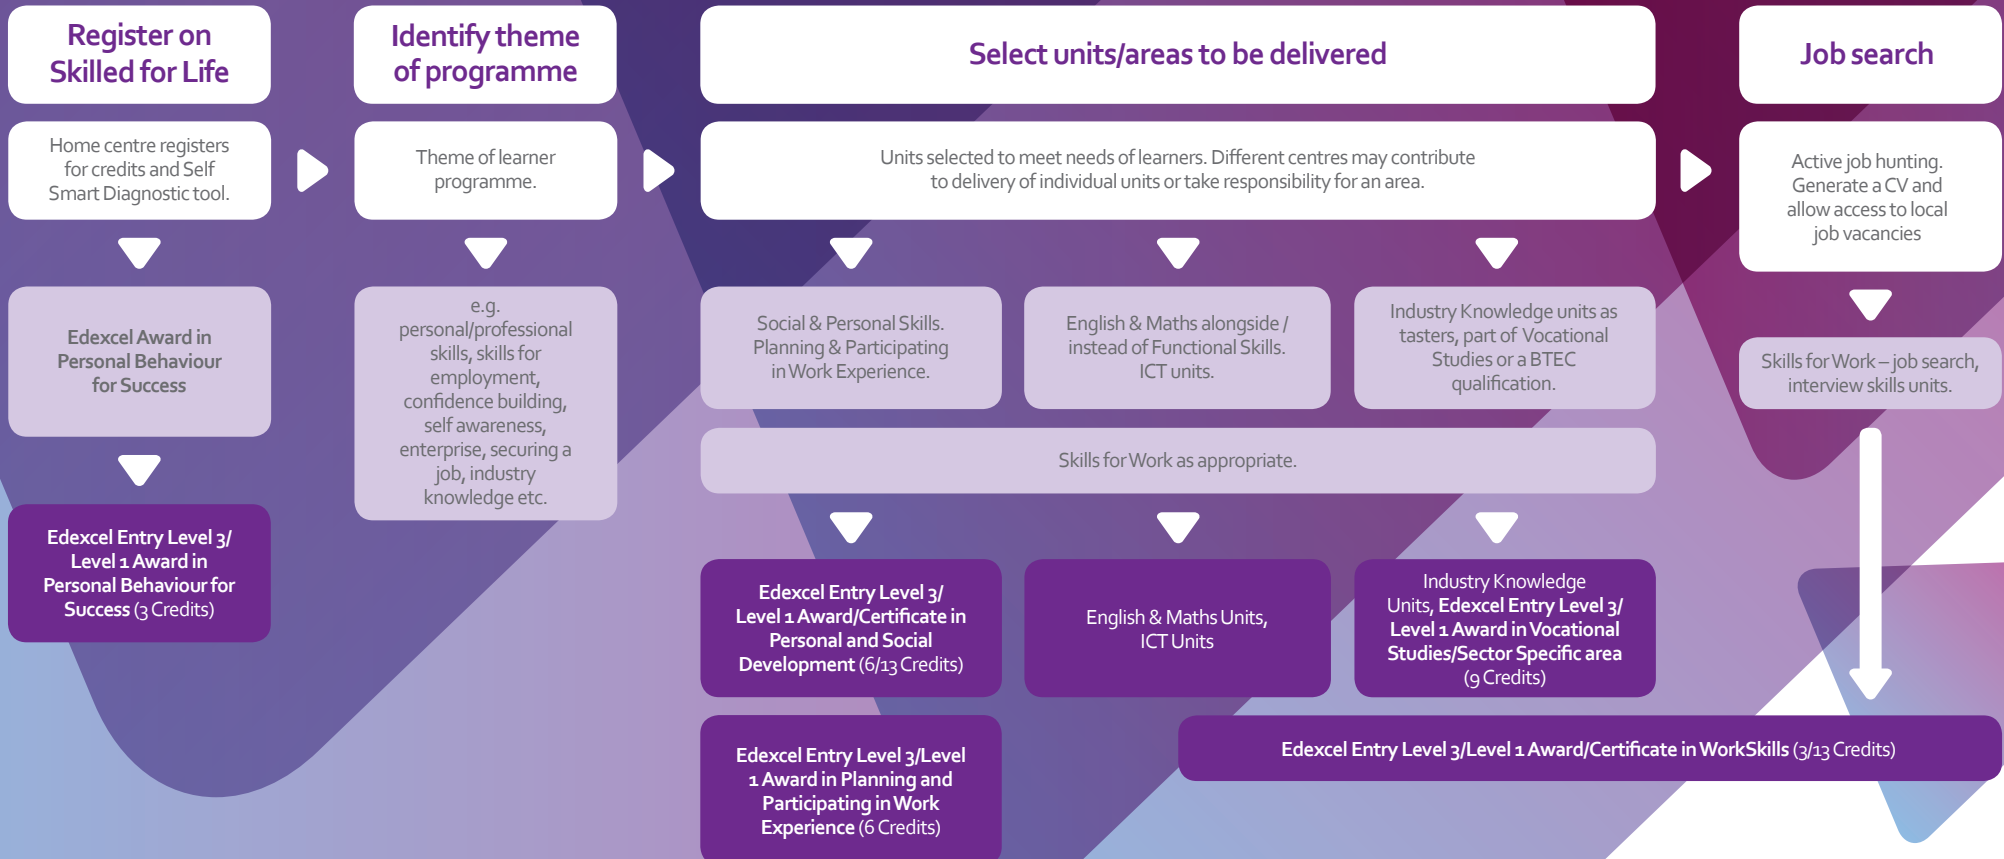 Register on
Skilled for Life
Home centre registers
for credits and Self
Smart Diagnostic tool.
Edexcel Award in
Personal Behaviour
for Success
Edexcel Entry Level 3/
Level 1 Award in
Personal Behaviour for
Success (3 Credits)
Identify theme
of programme
Theme of learner
programme.
e.g.
personal/professional
skills, skills for
employment,
confidence building,
self awareness,
enterprise, securing a
job, industry
knowledge etc.
Select units/areas to be delivered
Units selected to meet needs of learners. Different centres may contribute
to delivery of individual units or take responsibility for an area.
Social & Personal Skills.
Planning & Participating
in Work Experience.
English & Maths alongside /
instead of Functional Skills.
ICT units.
Industry Knowledge units as
tasters, part of Vocational
Studies or a BTEC
qualification.
Skills for Work as appropriate.
Edexcel Entry Level 3/
Level 1 Award/Certificate in
Personal and Social
Development (6/13 Credits)
English & Maths Units,
ICT Units
Industry Knowledge
Units, Edexcel Entry Level 3/
Level 1 Award in Vocational
Studies/Sector Specific area
(9 Credits)
Edexcel Entry Level 3/Level
1 Award in Planning and
Participating in Work
Experience (6 Credits)
Job search
Active job hunting.
Generate a CV and
allow access to local
job vacancies
Skills for Work – job search,
interview skills units.
Edexcel Entry Level 3/Level 1 Award/Certificate in WorkSkills (3/13 Credits)